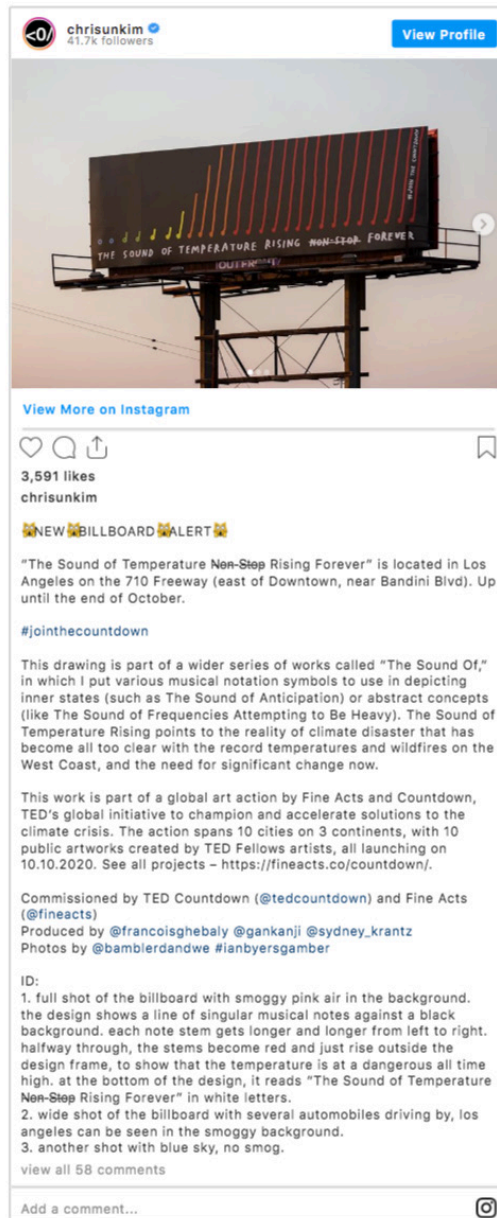 <0/
chrisunkim
41.7k followers
View Profile
THE SOUND OF TEMPERATURE RISING NON-STOP FOREVER
OUTFRONT
View More on Instagram
3,591 likes
chrisunkim
🙀NEW🙀BILLBOARD🙀ALERT🙀
“The Sound of Temperature Non-Stop Rising Forever” is located in Los
Angeles on the 710 Freeway (east of Downtown, near Bandini Blvd). Up
until the end of October.
#jointhecountdown
This drawing is part of a wider series of works called “The Sound Of,”
in which I put various musical notation symbols to use in depicting
inner states (such as The Sound of Anticipation) or abstract concepts
(like The Sound of Frequencies Attempting to Be Heavy). The Sound of
Temperature Rising points to the reality of climate disaster that has
become all too clear with the record temperatures and wildfires on the
West Coast, and the need for significant change now.
This work is part of a global art action by Fine Acts and Countdown,
TED’s global initiative to champion and accelerate solutions to the
climate crisis. The action spans 10 cities on 3 continents, with 10
public artworks created by TED Fellows artists, all launching on
10.10.2020. See all projects – https://fineacts.co/countdown/.
Commissioned by TED Countdown (@tedcountdown) and Fine Acts
(@fineacts)
Produced by @francoisghebaly @gankanji @sydney_krantz
Photos by @bamblerdandwe #ianbyersgamber
ID:
1. full shot of the billboard with smoggy pink air in the background.
the design shows a line of singular musical notes against a black
background. each note stem gets longer and longer from left to right.
halfway through, the stems become red and just rise outside the
design frame, to show that the temperature is at a dangerous all time
high. at the bottom of the design, it reads “The Sound of Temperature
Non-Stop Rising Forever” in white letters.
2. wide shot of the billboard with several automobiles driving by, los
angeles can be seen in the smoggy background.
3. another shot with blue sky, no smog.
view all 58 comments
Add a comment...